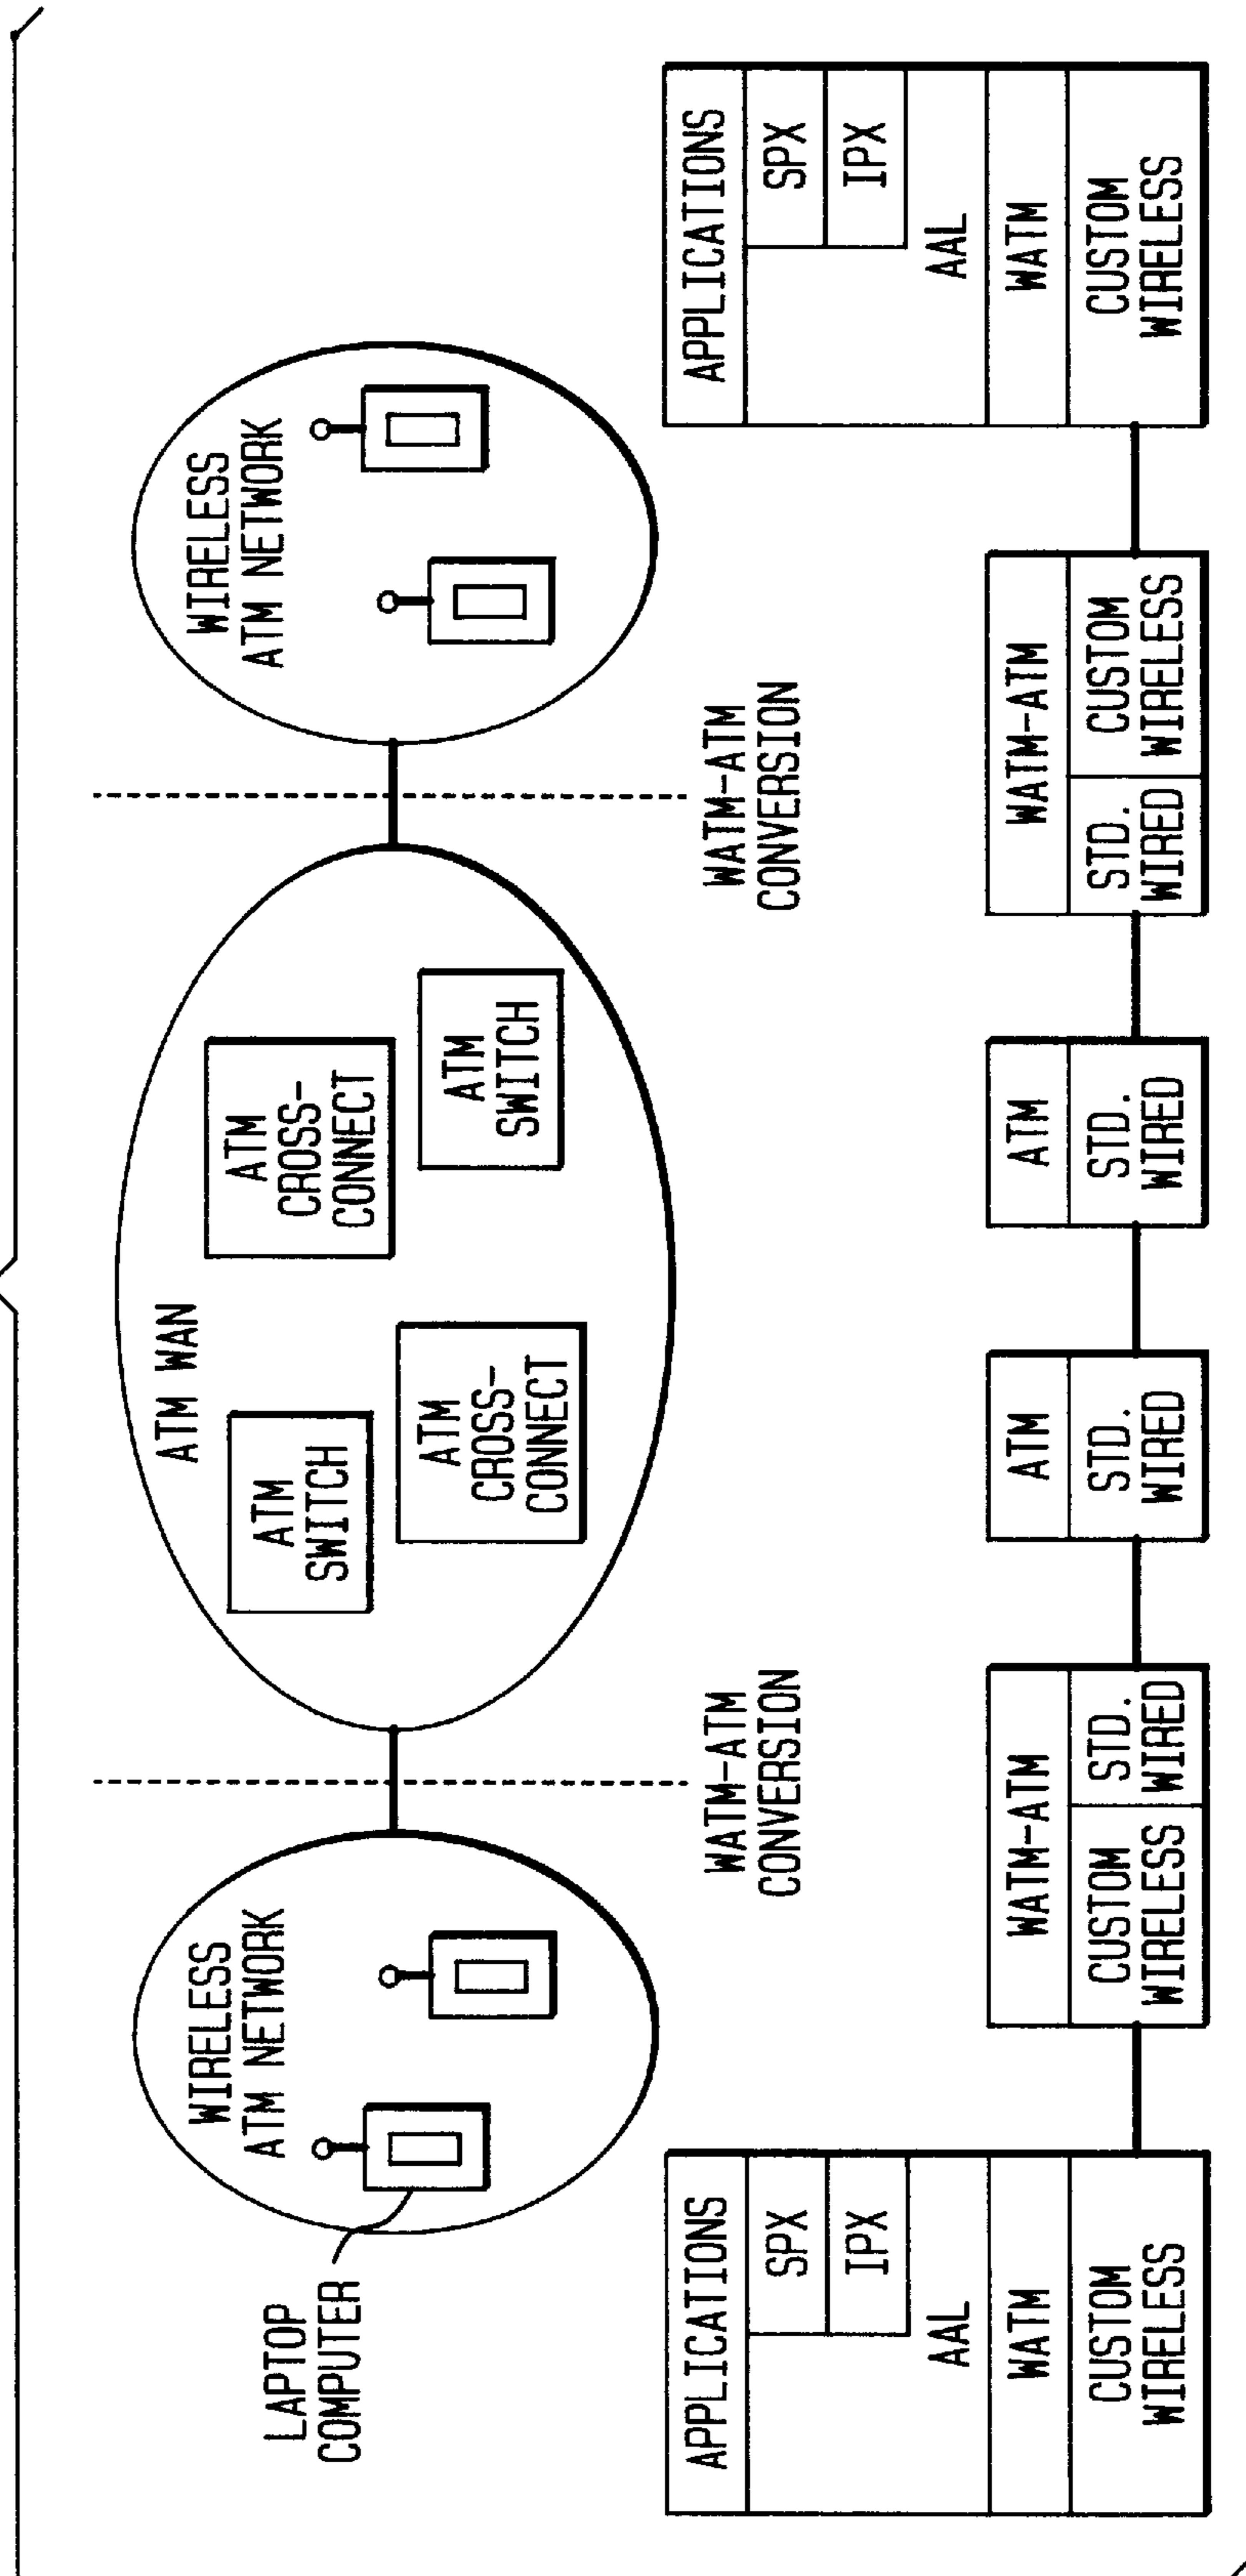 WIRELESS
ATM NETWORK
LAPTOP
COMPUTER
ATM WAN
ATM
SWITCH
ATM
CROSS-
CONNECT
ATM
CROSS-
CONNECT
ATM
SWITCH
WIRELESS
ATM NETWORK
WATM-ATM
CONVERSION
WATM-ATM
CONVERSION
APPLICATIONS
SPX
IPX
AAL
WATM
CUSTOM
WIRELESS
WATM-ATM
CUSTOM
WIRELESS
STD.
WIRED
ATM
STD.
WIRED
ATM
STD.
WIRED
WATM-ATM
STD.
WIRED
CUSTOM
WIRELESS
APPLICATIONS
SPX
IPX
AAL
WATM
CUSTOM
WIRELESS